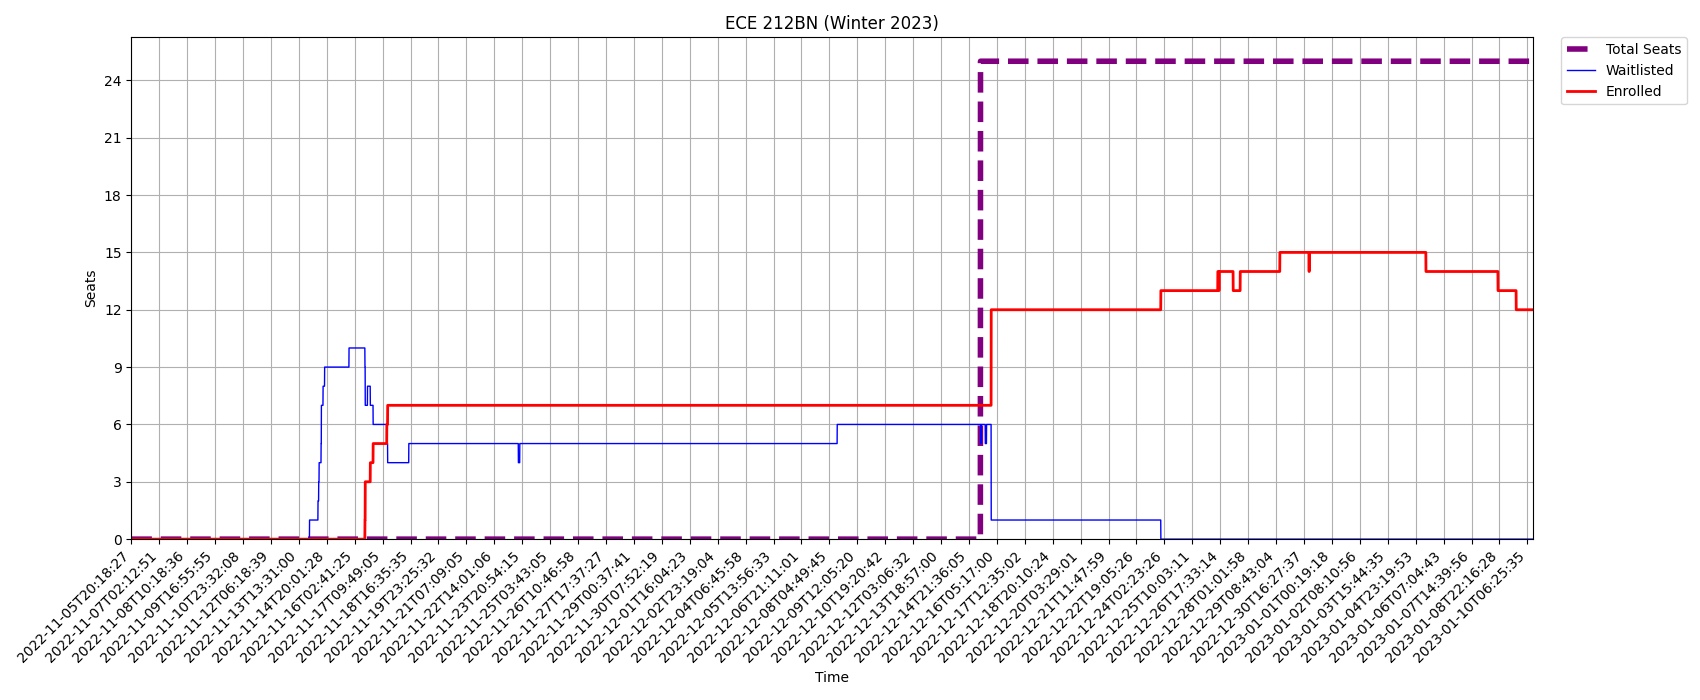 ECE 212BN (Winter 2023)
Total Seats
Waitlisted
Enrolled
Seats
24
21
18
15
12
9
6
3
0
2022-11-05T20:18:27
2022-11-07T02:12:51
2022-11-08T10:18:36
2022-11-09T16:55:55
2022-11-10T23:32:08
2022-11-12T06:18:39
2022-11-13T13:31:00
2022-11-14T20:01:28
2022-11-16T02:41:25
2022-11-17T09:49:05
2022-11-18T16:35:35
2022-11-19T23:25:32
2022-11-21T07:09:05
2022-11-22T14:01:06
2022-11-23T20:54:15
2022-11-25T03:43:05
2022-11-26T10:46:58
2022-11-27T17:37:27
2022-11-29T00:37:41
2022-11-30T07:52:19
2022-12-01T16:04:23
2022-12-02T23:19:04
2022-12-04T06:45:58
2022-12-05T13:56:33
2022-12-06T21:11:01
2022-12-08T04:49:45
2022-12-09T12:05:20
2022-12-10T19:20:42
2022-12-12T03:06:32
2022-12-13T18:57:00
2022-12-14T21:36:05
2022-12-16T05:17:00
2022-12-17T12:35:02
2022-12-18T20:10:24
2022-12-20T03:29:01
2022-12-21T11:47:59
2022-12-22T19:05:26
2022-12-24T02:23:26
2022-12-25T10:03:11
2022-12-26T17:33:14
2022-12-28T01:01:58
2022-12-29T08:43:04
2022-12-30T16:27:37
2023-01-01T00:19:18
2023-01-02T08:10:56
2023-01-03T15:44:35
2023-01-04T23:19:53
2023-01-06T07:04:43
2023-01-07T14:39:56
2023-01-08T22:16:28
2023-01-10T06:25:35
Time